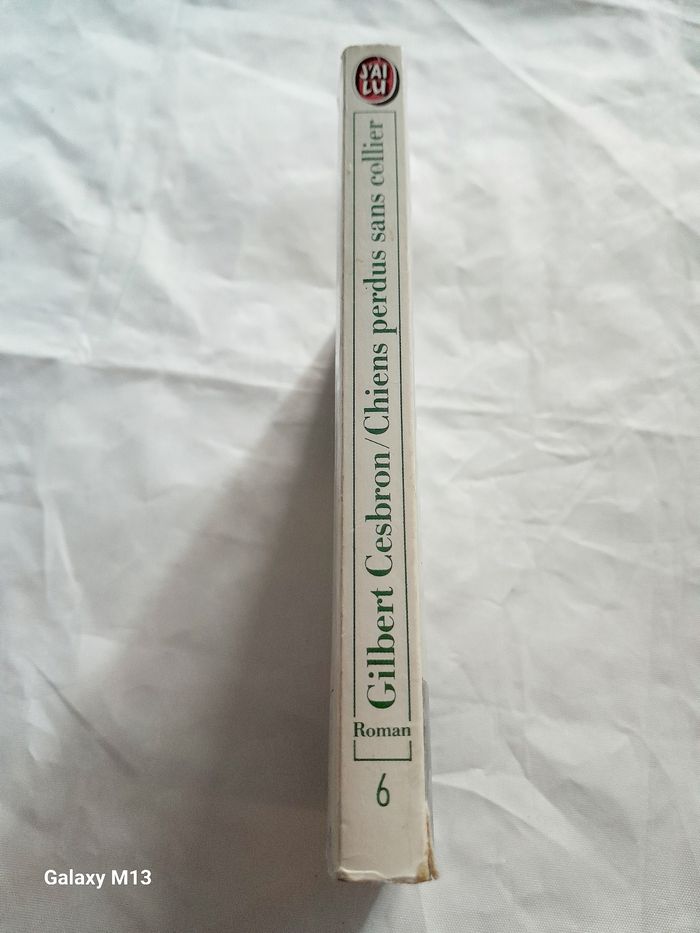 J'AI
LU
Gilbert Cesbron/Chiens perdus sans collier
Roman
6
Galaxy M13